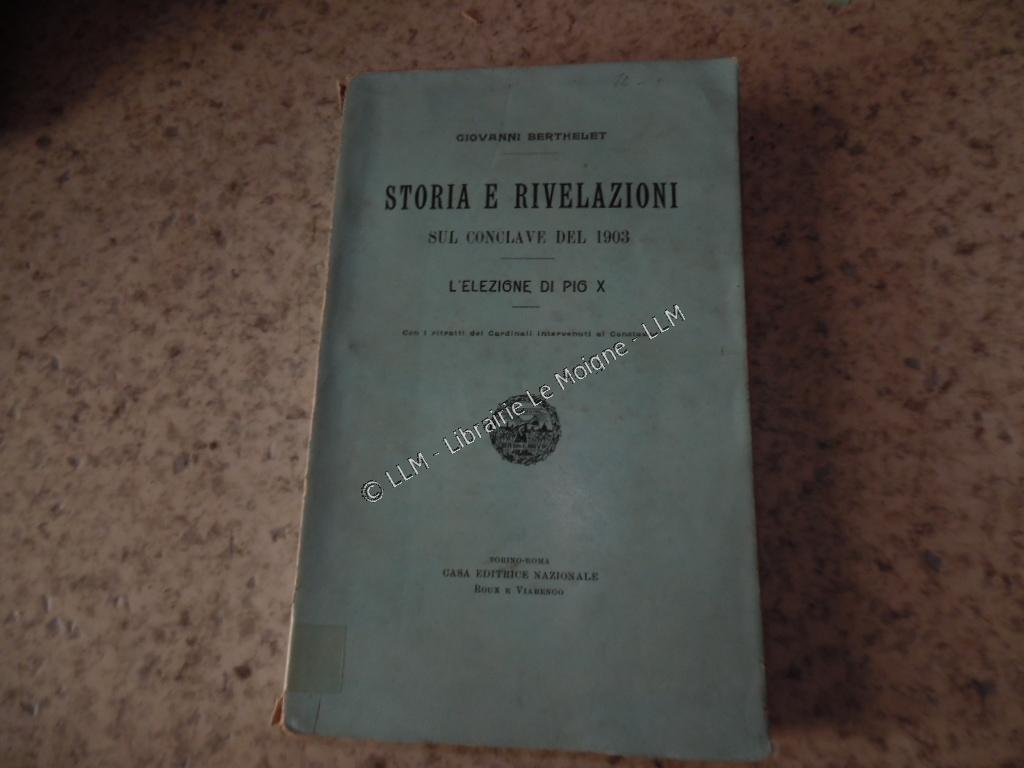 GIOVANNI BERTHELET
STORIA E RIVELAZIONI
SUL CONCLAVE DEL 1903
L'ELEZIONE DI PIO X
Con i ritratti dei Cardinali intervenuti al
© LLM - Librairie Le Moigne - LLM
TORINO-ROMA
CASA EDITRICE NAZIONALE
ROUX E VIARENGO